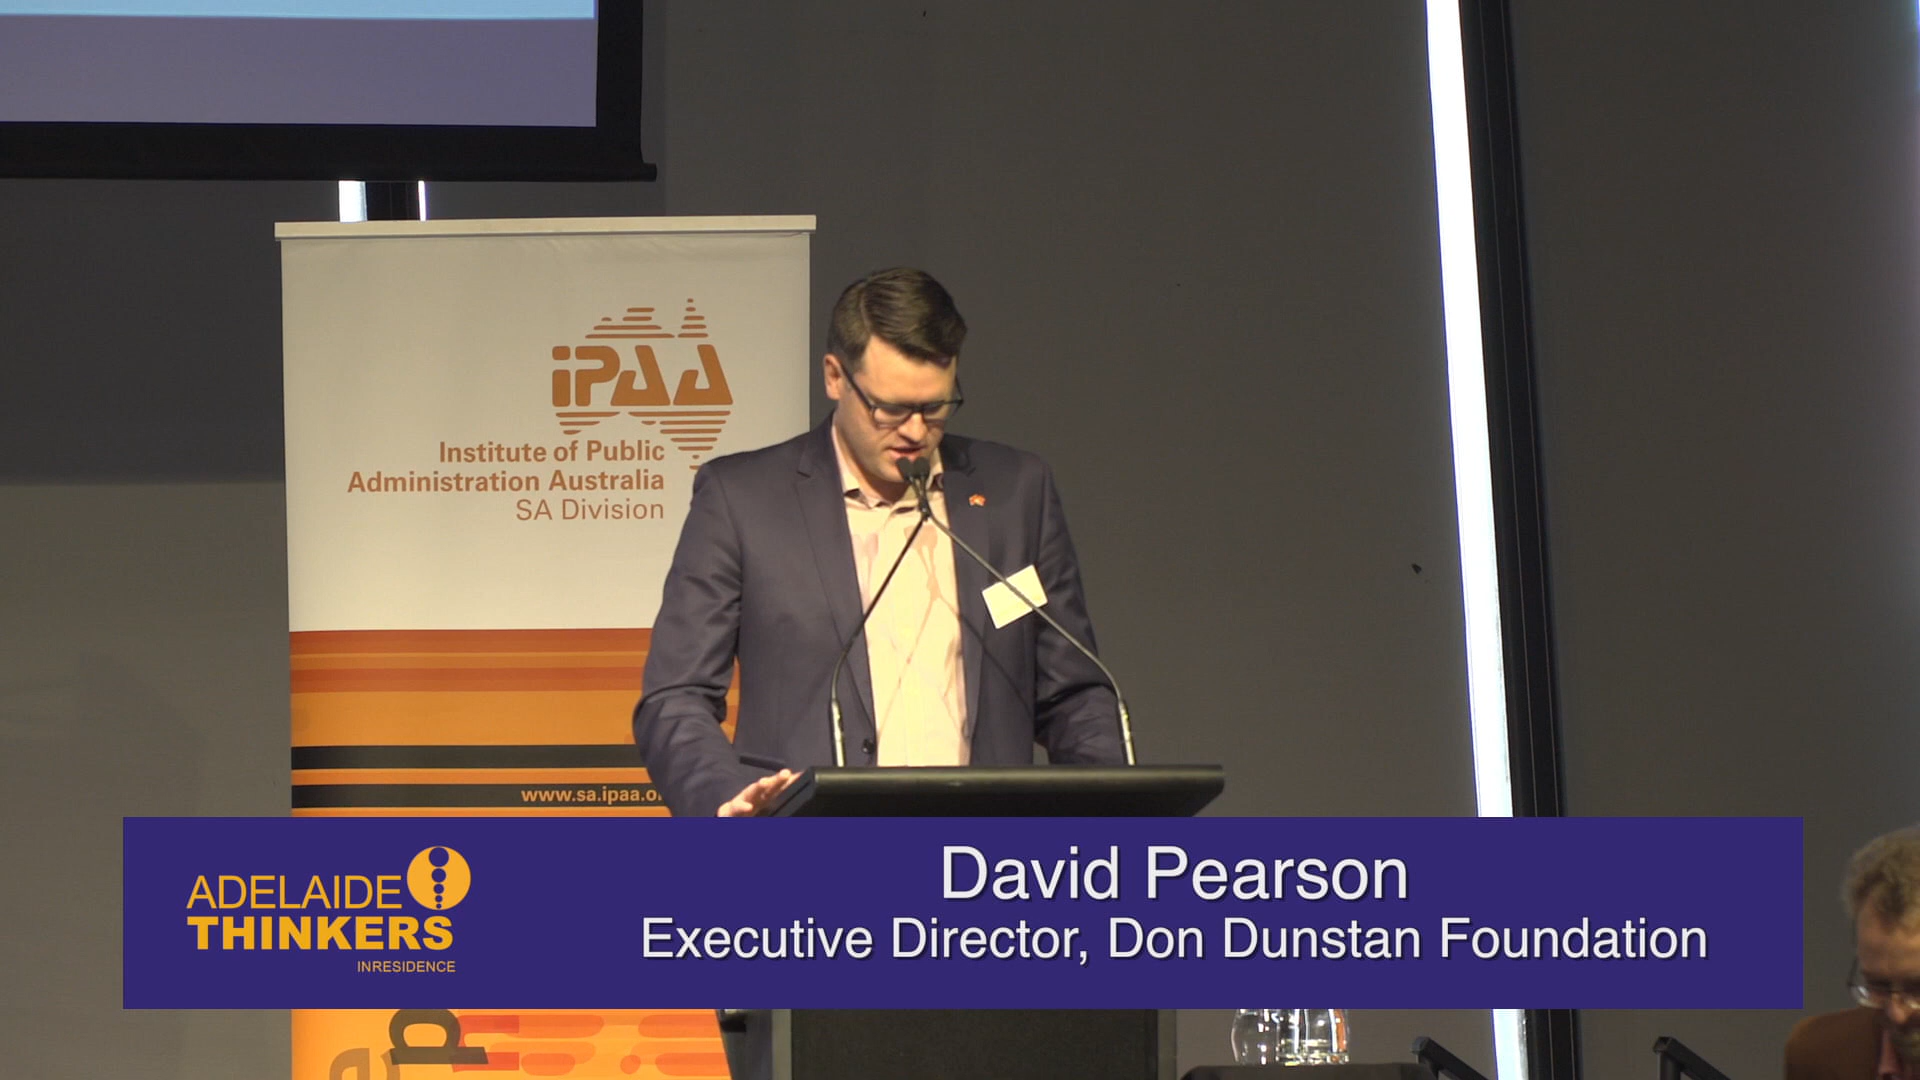 iPAA
Institute of Public
Administration Australia
SA Division
www.sa.ipaa.o
ADELAIDE
THINKERS
INRESIDENCE
David Pearson
Executive Director, Don Dunstan Foundation